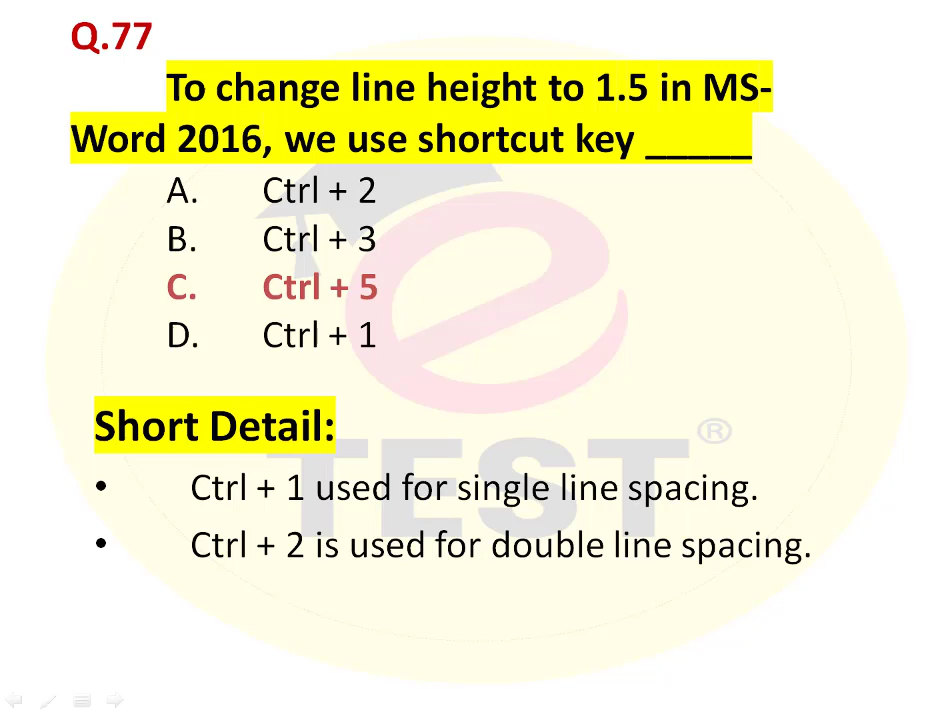 Q.77
To change line height to 1.5 in MS-
Word 2016, we use shortcut key _____
A. Ctrl + 2
B. Ctrl + 3
C. Ctrl + 5
D. Ctrl + 1
Short Detail:
• Ctrl + 1 used for single line spacing.
• Ctrl + 2 is used for double line spacing.
e
TEST®